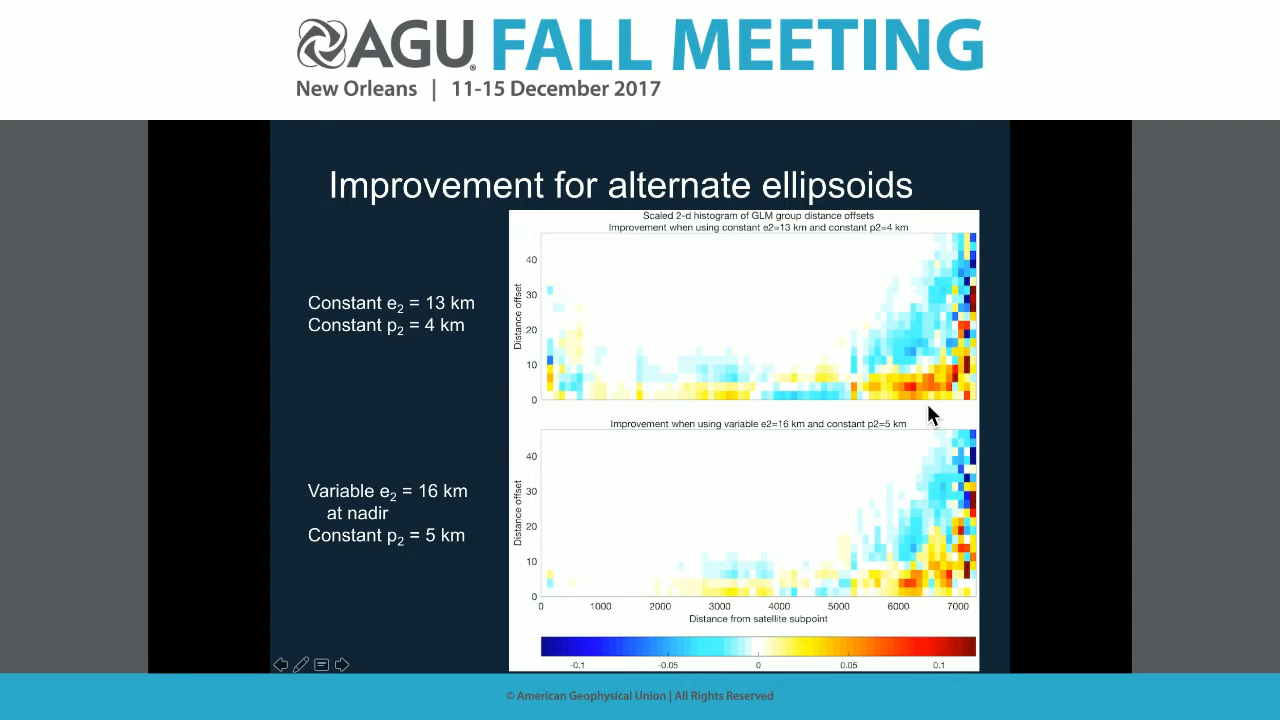 AGU FALL MEETING
New Orleans | 11-15 December 2017
Improvement for alternate ellipsoids
Constant e2 = 13 km
Constant p2 = 4 km
Scaled 2-d histogram of GLM group distance offsets
Improvement when using constant e2=13 km and constant p2=4 km
Distance offset
40
30
20
10
0
Variable e2 = 16 km
at nadir
Constant p2 = 5 km
Improvement when using variable e2=16 km and constant p2=5 km
Distance offset
40
30
20
10
0
0 1000 2000 3000 4000 5000 6000 7000
Distance from satellite subpoint
-0.1 -0.05 0 0.05 0.1
© American Geophysical Union | All Rights Reserved